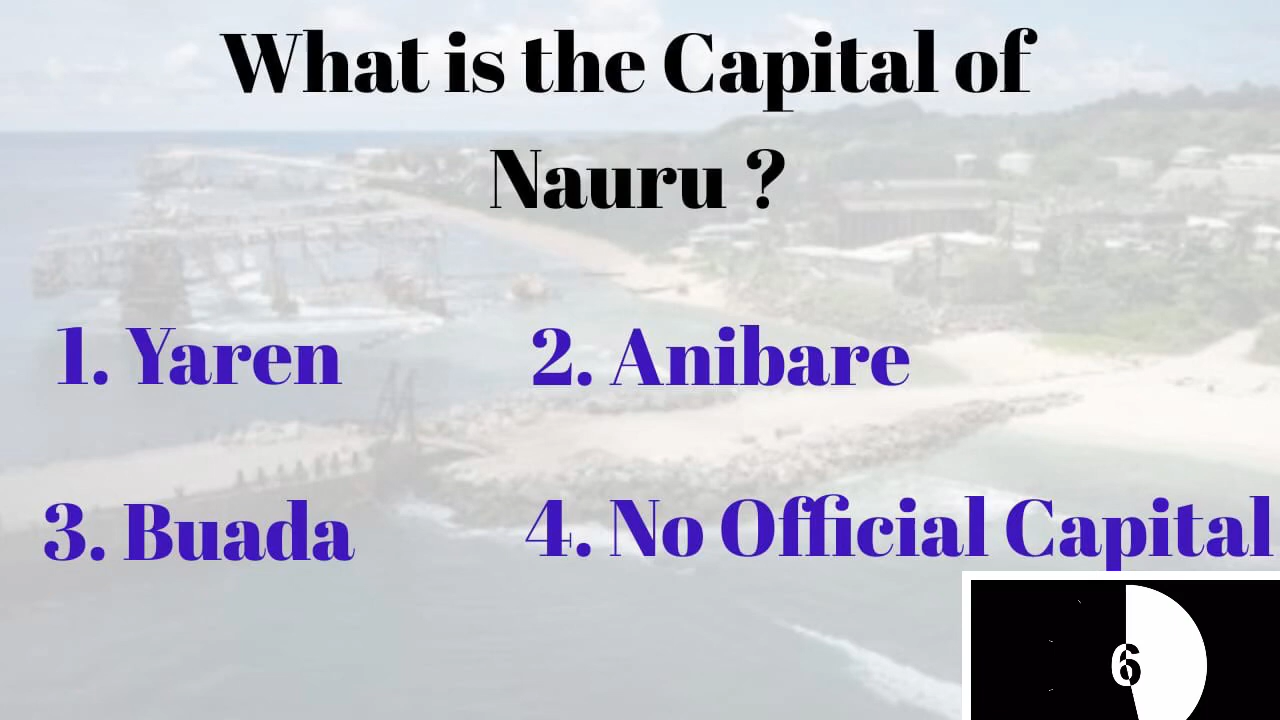 What is the Capital of
Nauru ?
1. Yaren
2. Anibare
3. Buada
4. No Official Capital
6